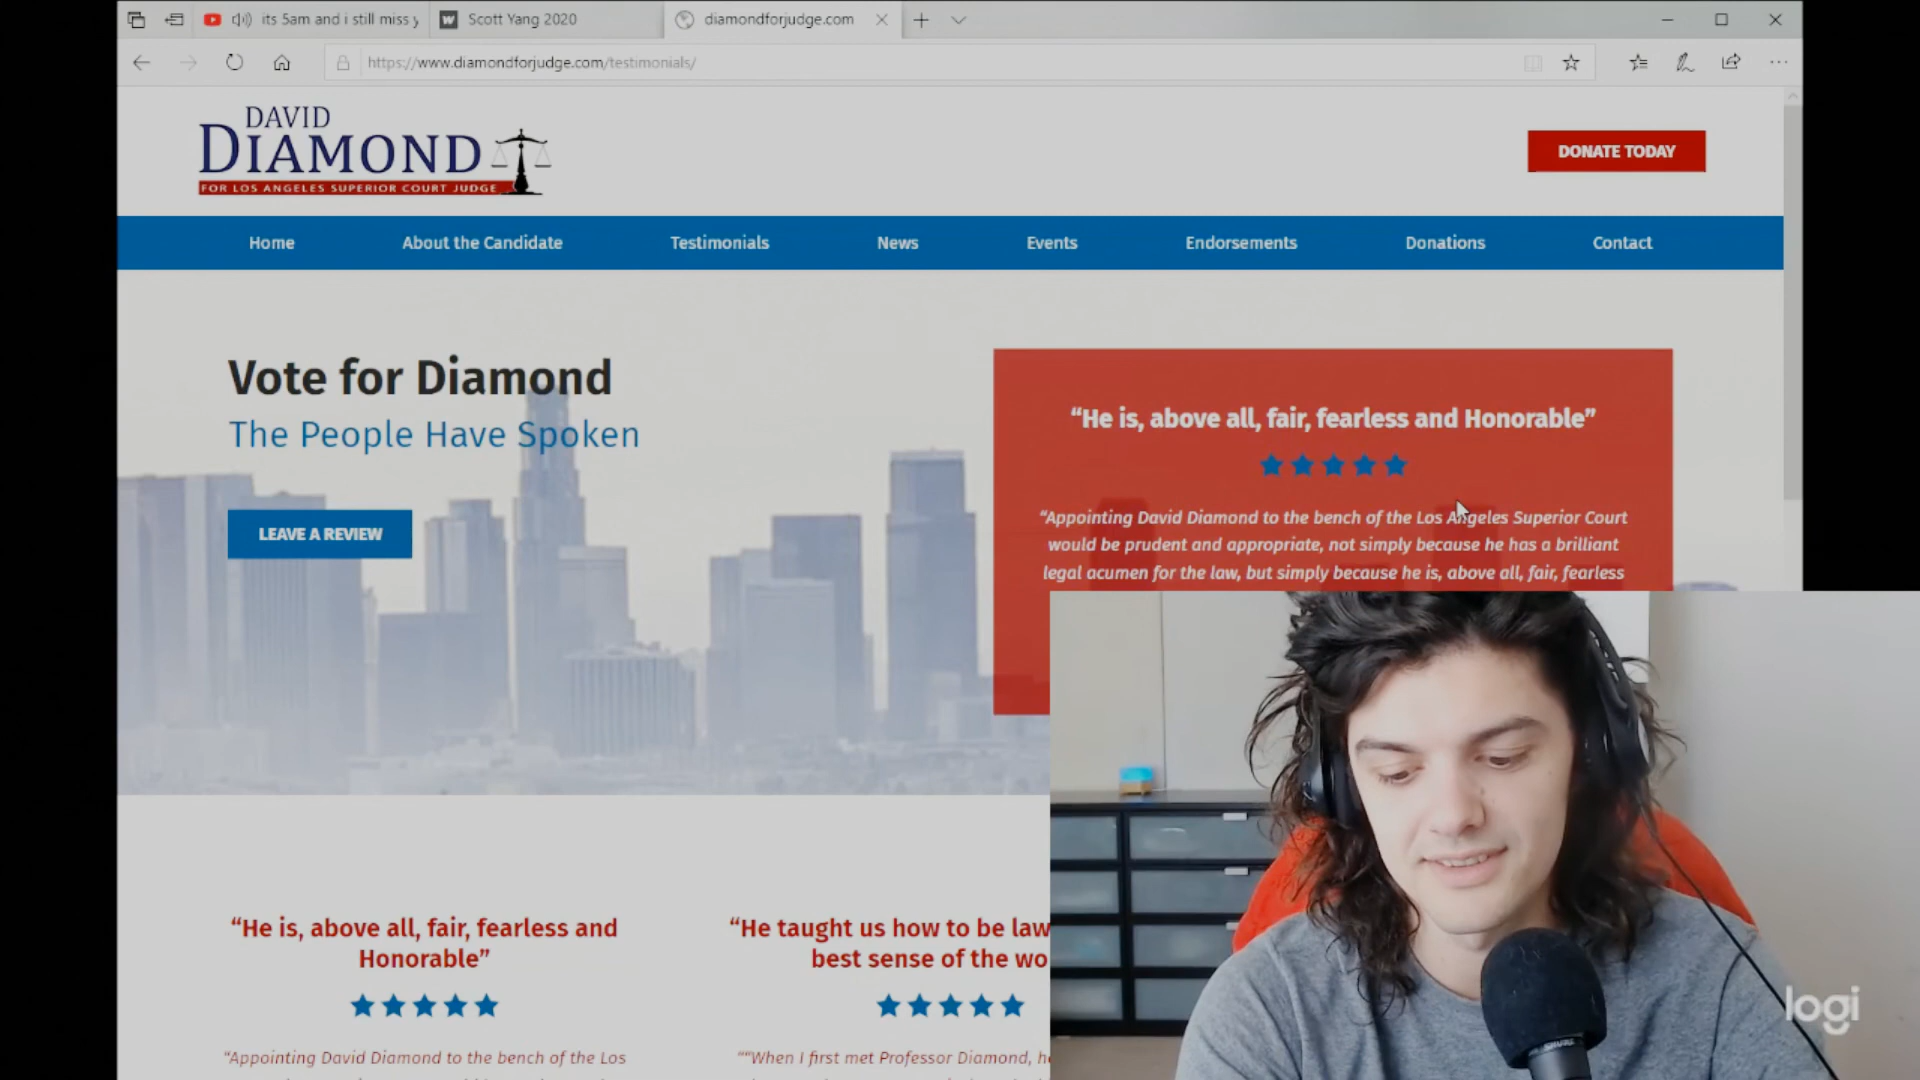 its 5am and i still miss y
Scott Yang 2020
diamondforjudge.com
https://www.diamondforjudge.com/testimonials/
DAVID
DIAMOND
FOR LOS ANGELES SUPERIOR COURT JUDGE
DONATE TODAY
Home
About the Candidate
Testimonials
News
Events
Endorsements
Donations
Contact
Vote for Diamond
The People Have Spoken
LEAVE A REVIEW
“He is, above all, fair, fearless and Honorable”
“Appointing David Diamond to the bench of the Los Angeles Superior Court
would be prudent and appropriate, not simply because he has a brilliant
legal acumen for the law, but simply because he is, above all, fair, fearless
“He is, above all, fair, fearless and
Honorable”
“Appointing David Diamond to the bench of the Los
“He taught us how to be law
best sense of the wo
““When I first met Professor Diamond, h
logi
SHURE